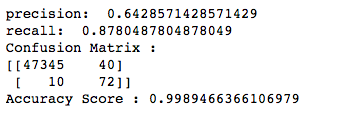 precision:  0.6428571428571429
recall:  0.8780487804878049
Confusion Matrix :
[[47345    40]
 [   10    72]]
Accuracy Score : 0.9989466366106979